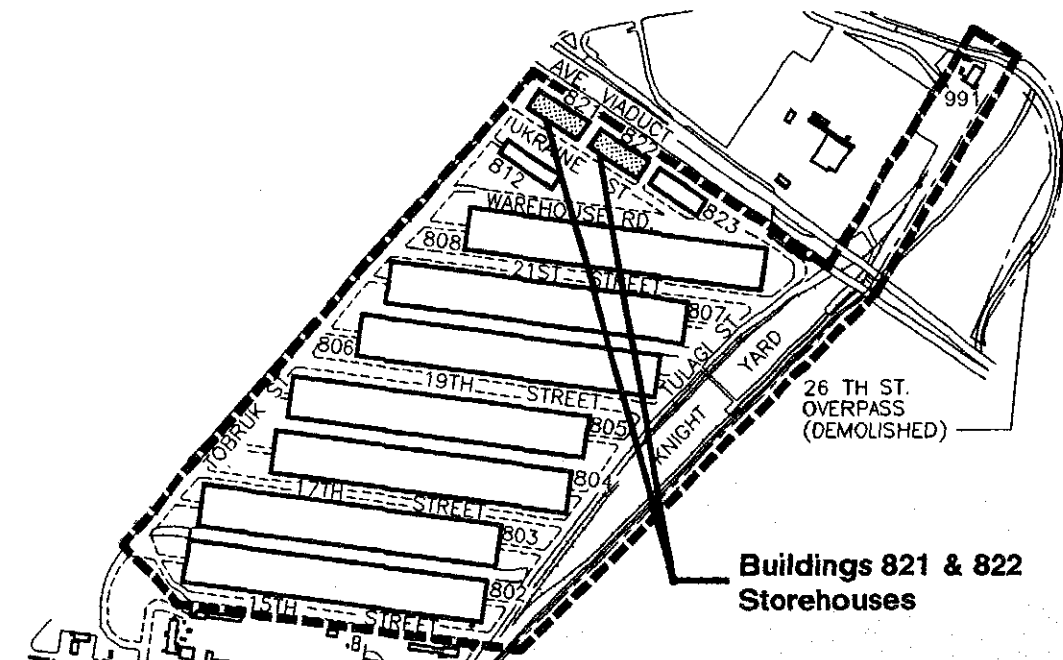 AVE. VIADUCT
991
821
822
UKRAINE ST
812
823
WAREHOUSE RD.
808
21ST STREET
807
806
TULAGI ST
YARD
KNIGHT
19TH STREET
26 TH ST.
OVERPASS
(DEMOLISHED)
805
TOBRUK S
804
17TH STREET
803
Buildings 821 & 822
Storehouses
802
15TH STREET